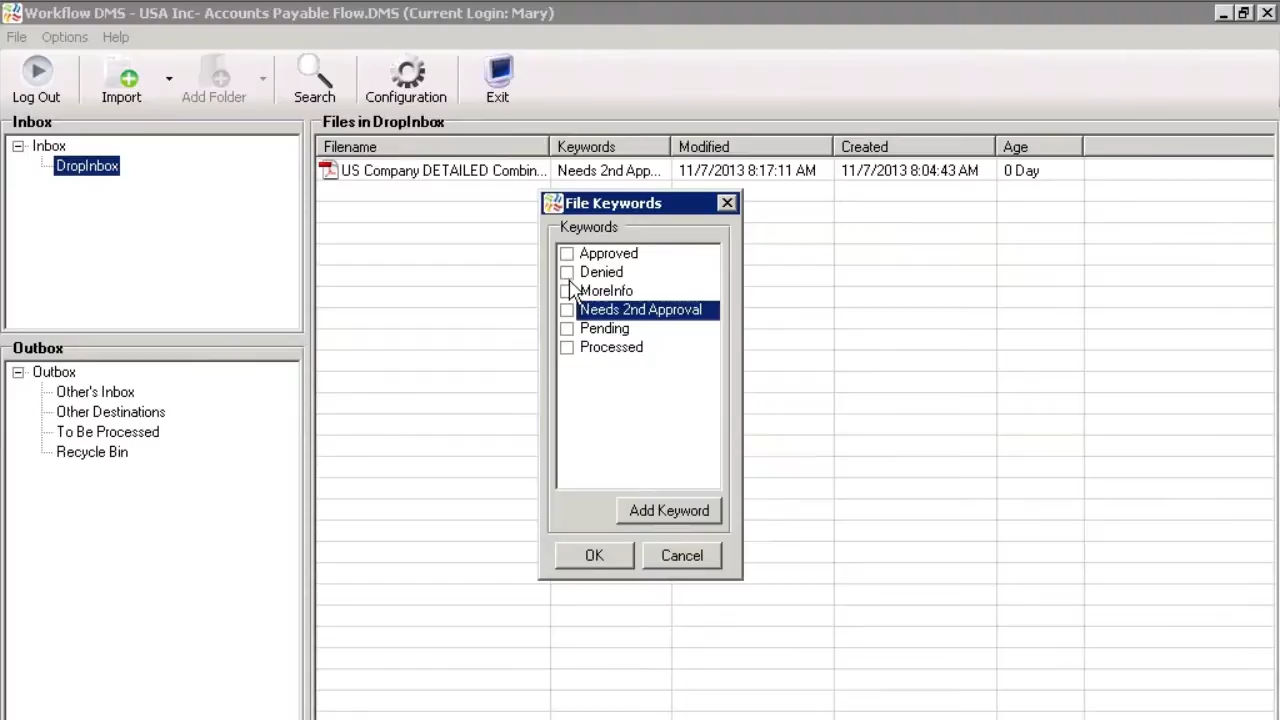 Workflow DMS - USA Inc- Accounts Payable Flow.DMS (Current Login: Mary)
File Options Help
Log Out Import Add Folder Search Configuration Exit
Inbox
Inbox
DropInbox
Files in DropInbox
Filename Keywords Modified Created Age
US Company DETAILED Combin... Needs 2nd App... 11/7/2013 8:17:11 AM 11/7/2013 8:04:43 AM 0 Day
File Keywords
Keywords
Approved
Denied
MoreInfo
Needs 2nd Approval
Pending
Processed
Add Keyword
OK Cancel
Outbox
Outbox
Other's Inbox
Other Destinations
To Be Processed
Recycle Bin